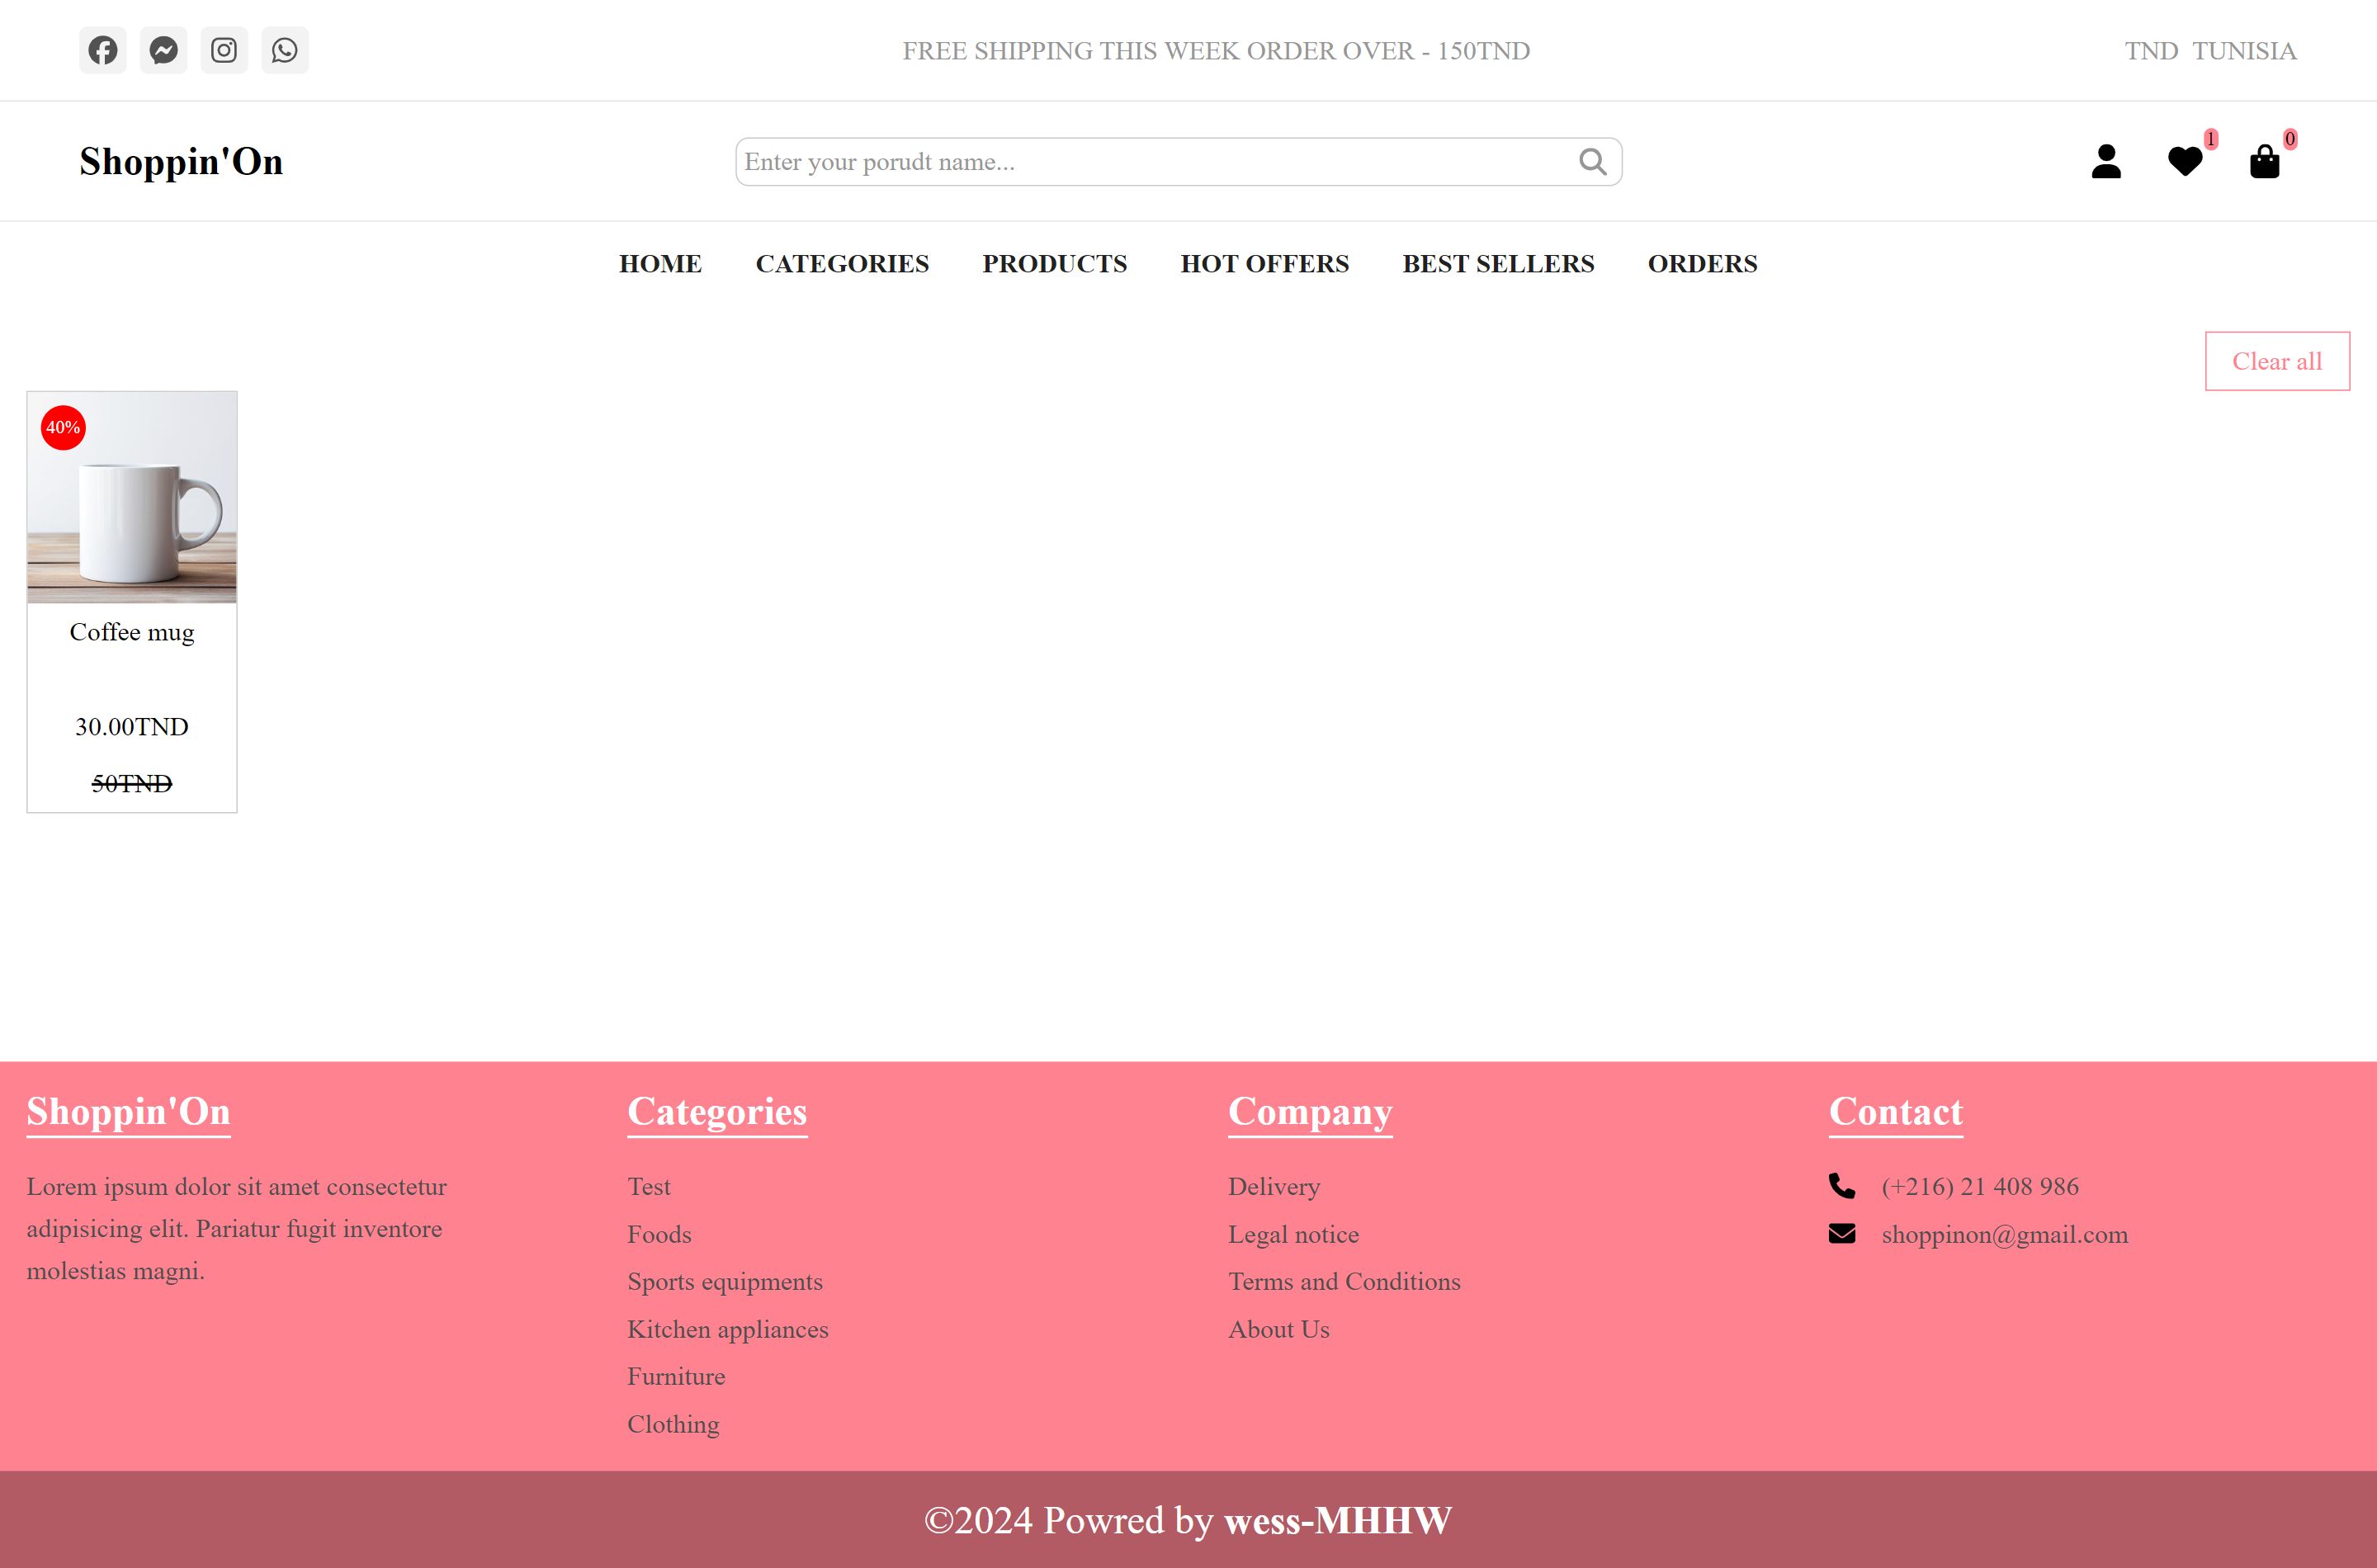 FREE SHIPPING THIS WEEK ORDER OVER - 150TND
TND TUNISIA
Shoppin'On
Enter your porudt name...
1
0
HOME CATEGORIES PRODUCTS HOT OFFERS BEST SELLERS ORDERS
Clear all
40%
Coffee mug
30.00TND
50TND
Shoppin'On
Lorem ipsum dolor sit amet consectetur
adipisicing elit. Pariatur fugit inventore
molestias magni.
Categories
Test
Foods
Sports equipments
Kitchen appliances
Furniture
Clothing
Company
Delivery
Legal notice
Terms and Conditions
About Us
Contact
(+216) 21 408 986
shoppinon@gmail.com
©2024 Powred by wess-MHHW